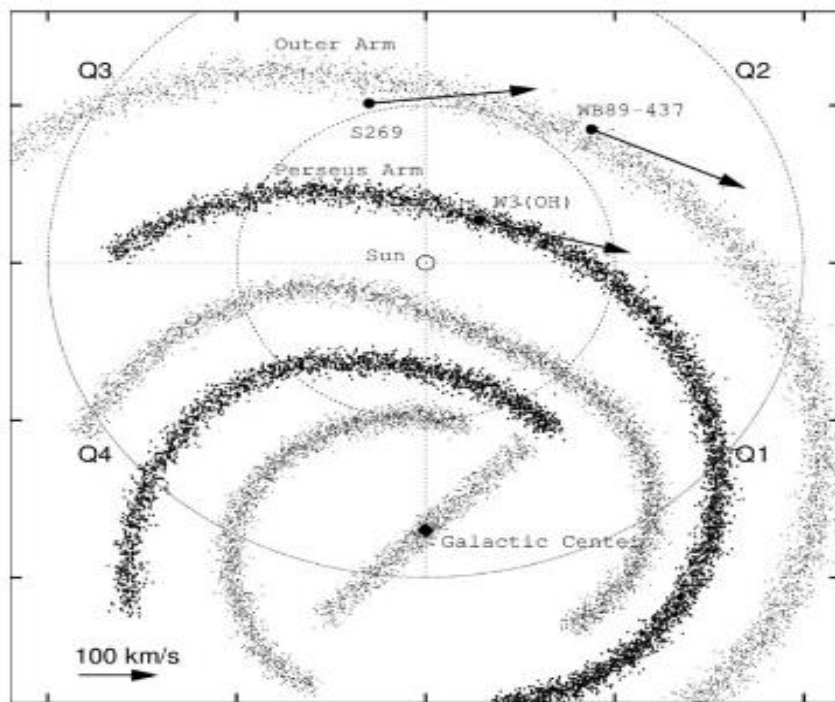 Outer Arm
Q3
Q2
WB89-437
S269
Perseus Arm
W3(OH)
Sun
Q4
Q1
Galactic Center
100 km/s